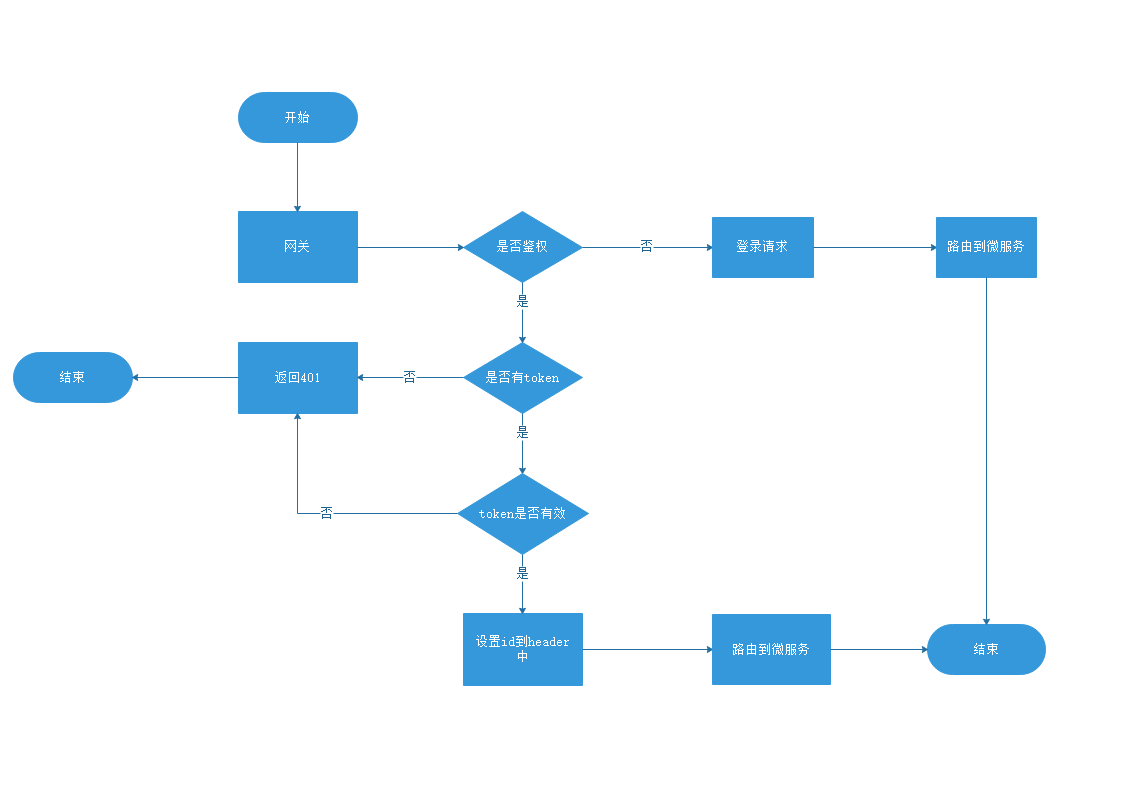 开始
网关
是否鉴权
否
登录请求
路由到微服务
是
结束
返回401
否
是否有token
是
否
token是否有效
是
设置id到header
中
路由到微服务
结束